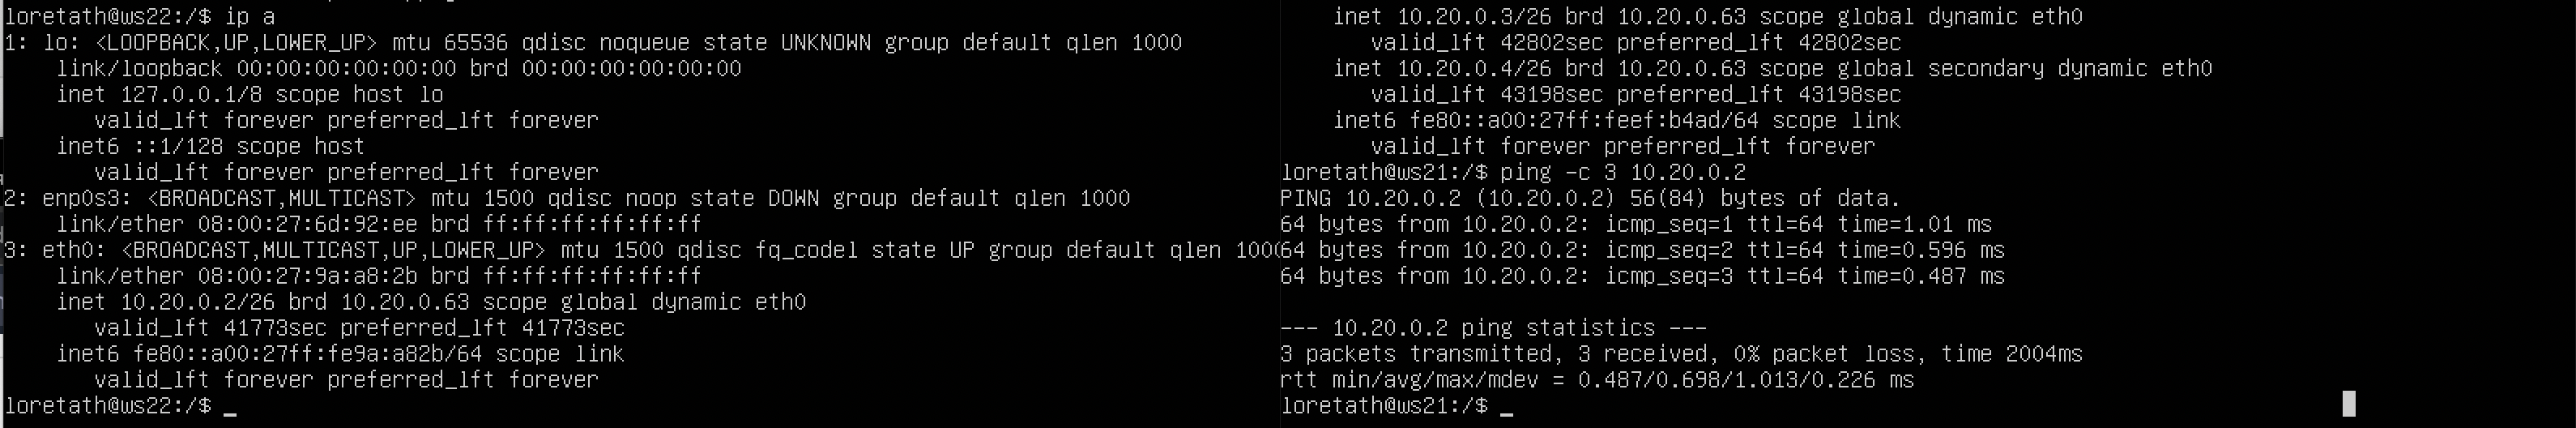 loretath@ws22:/$ ip a
1: lo: <LOOPBACK,UP,LOWER_UP> mtu 65536 qdisc noqueue state UNKNOWN group default qlen 1000
link/loopback 00:00:00:00:00:00 brd 00:00:00:00:00:00
inet 127.0.0.1/8 scope host lo
valid_lft forever preferred_lft forever
inet6 ::1/128 scope host
valid_lft forever preferred_lft forever
2: enp0s3: <BROADCAST,MULTICAST> mtu 1500 qdisc noop state DOWN group default qlen 1000
link/ether 08:00:27:6d:92:ee brd ff:ff:ff:ff:ff:ff
3: eth0: <BROADCAST,MULTICAST,UP,LOWER_UP> mtu 1500 qdisc fq_codel state UP group default qlen 1000
link/ether 08:00:27:9a:a8:2b brd ff:ff:ff:ff:ff:ff
inet 10.20.0.2/26 brd 10.20.0.63 scope global dynamic eth0
valid_lft 41773sec preferred_lft 41773sec
inet6 fe80::a00:27ff:fe9a:a82b/64 scope link
valid_lft forever preferred_lft forever
loretath@ws22:/$ _
inet 10.20.0.3/26 brd 10.20.0.63 scope global dynamic eth0
valid_lft 42802sec preferred_lft 42802sec
inet 10.20.0.4/26 brd 10.20.0.63 scope global secondary dynamic eth0
valid_lft 43198sec preferred_lft 43198sec
inet6 fe80::a00:27ff:feef:b4ad/64 scope link
valid_lft forever preferred_lft forever
loretath@ws21:/$ ping -c 3 10.20.0.2
PING 10.20.0.2 (10.20.0.2) 56(84) bytes of data.
64 bytes from 10.20.0.2: icmp_seq=1 ttl=64 time=1.01 ms
64 bytes from 10.20.0.2: icmp_seq=2 ttl=64 time=0.596 ms
64 bytes from 10.20.0.2: icmp_seq=3 ttl=64 time=0.487 ms
--- 10.20.0.2 ping statistics ---
3 packets transmitted, 3 received, 0% packet loss, time 2004ms
rtt min/avg/max/mdev = 0.487/0.698/1.013/0.226 ms
loretath@ws21:/$ _